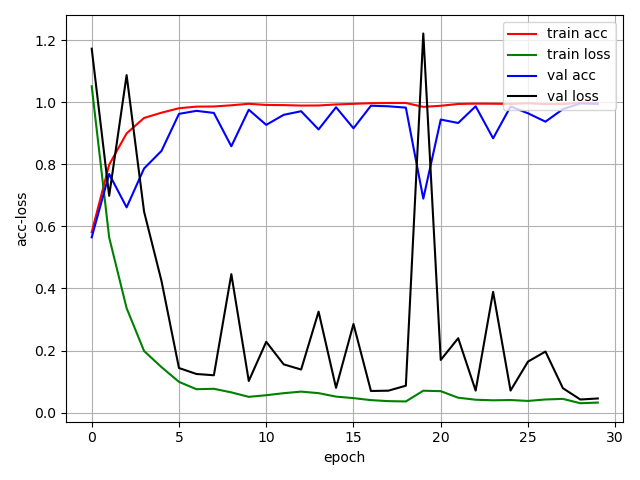 train acc
train loss
val acc
val loss
acc-loss
1.2
1.0
0.8
0.6
0.4
0.2
0.0
0 5 10 15 20 25 30
epoch